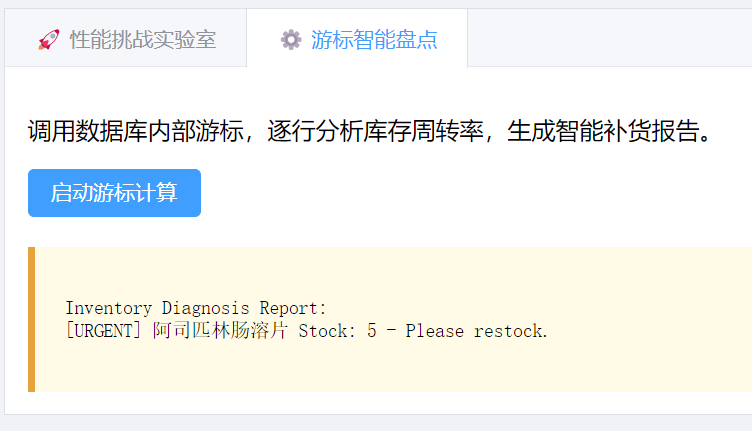 性能挑战实验室
游标智能盘点
调用数据库内部游标，逐行分析库存周转率，生成智能补货报告。
启动游标计算
Inventory Diagnosis Report:
[URGENT] 阿司匹林肠溶片 Stock: 5 - Please restock.